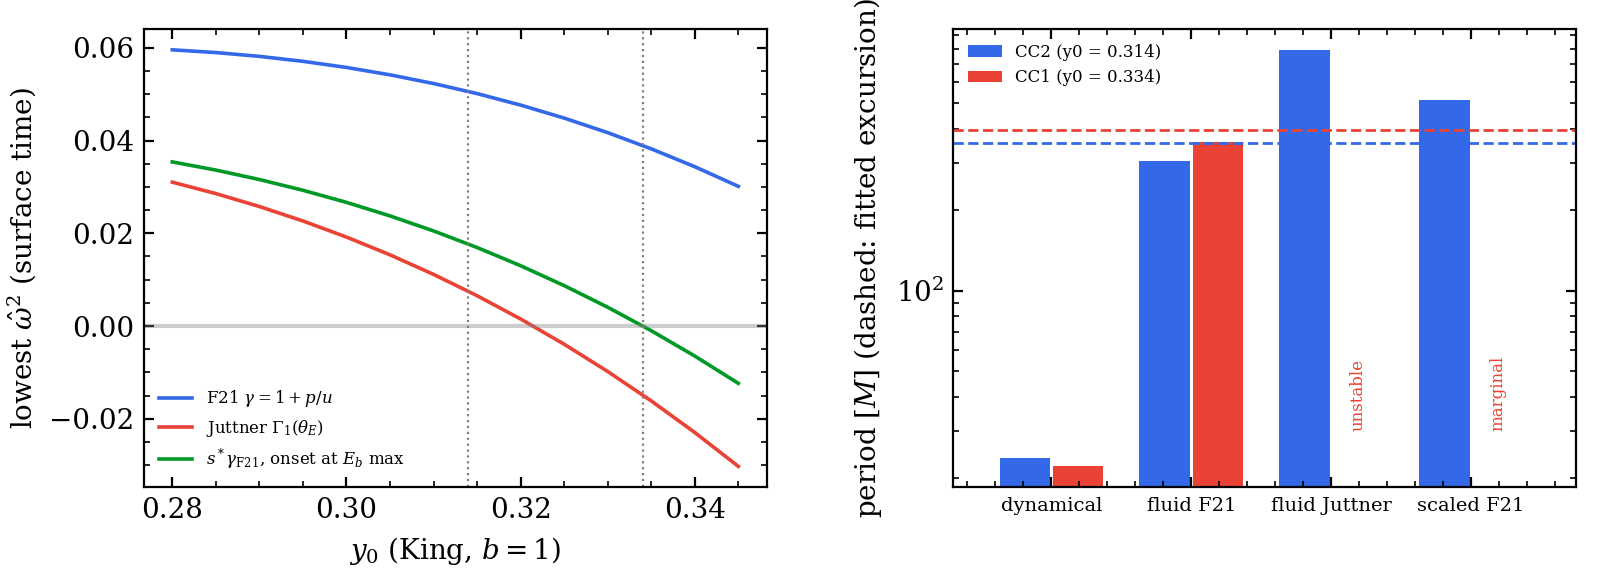 lowest ω̂² (surface time)
0.06
0.04
0.02
0.00
−0.02
F21 γ = 1 + p/u
Juttner Γ₁(θ_E)
s*γ_F21, onset at E_b max
0.28 0.30 0.32 0.34
y₀ (King, b = 1)
period [M] (dashed: fitted excursion)
10²
CC2 (y0 = 0.314)
CC1 (y0 = 0.334)
unstable
marginal
dynamical fluid F21 fluid Juttner scaled F21